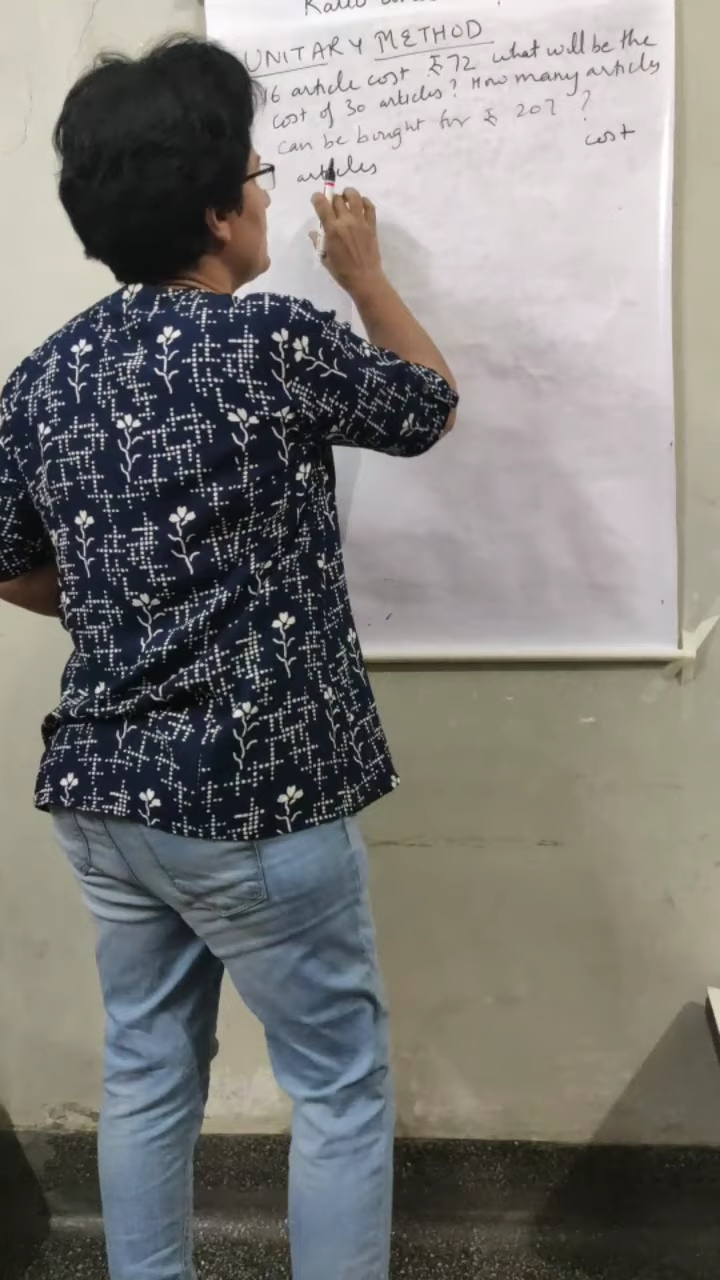 UNITARY METHOD
16 article cost ₹72 what will be the
cost of 30 articles? How many articles
can be bought for ₹ 207 ?
articles cost